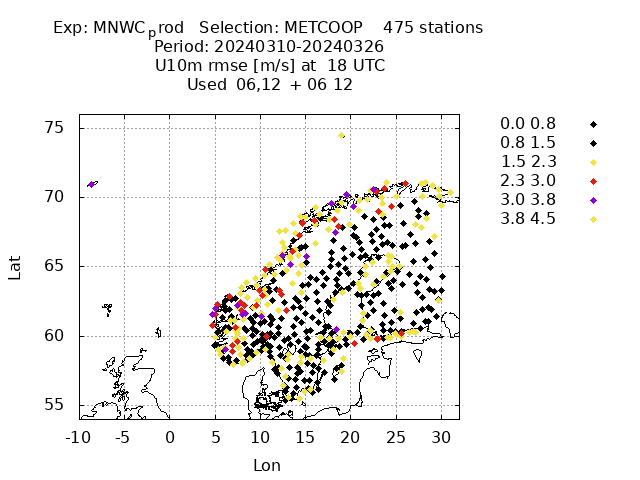 Exp: MNWCprod Selection: METCOOP 475 stations
Period: 20240310-20240326
U10m rmse [m/s] at 18 UTC
Used 06,12 + 06 12
0.0 0.8
0.8 1.5
1.5 2.3
2.3 3.0
3.0 3.8
3.8 4.5
75
70
65
60
55
Lat
-10 -5 0 5 10 15 20 25 30
Lon